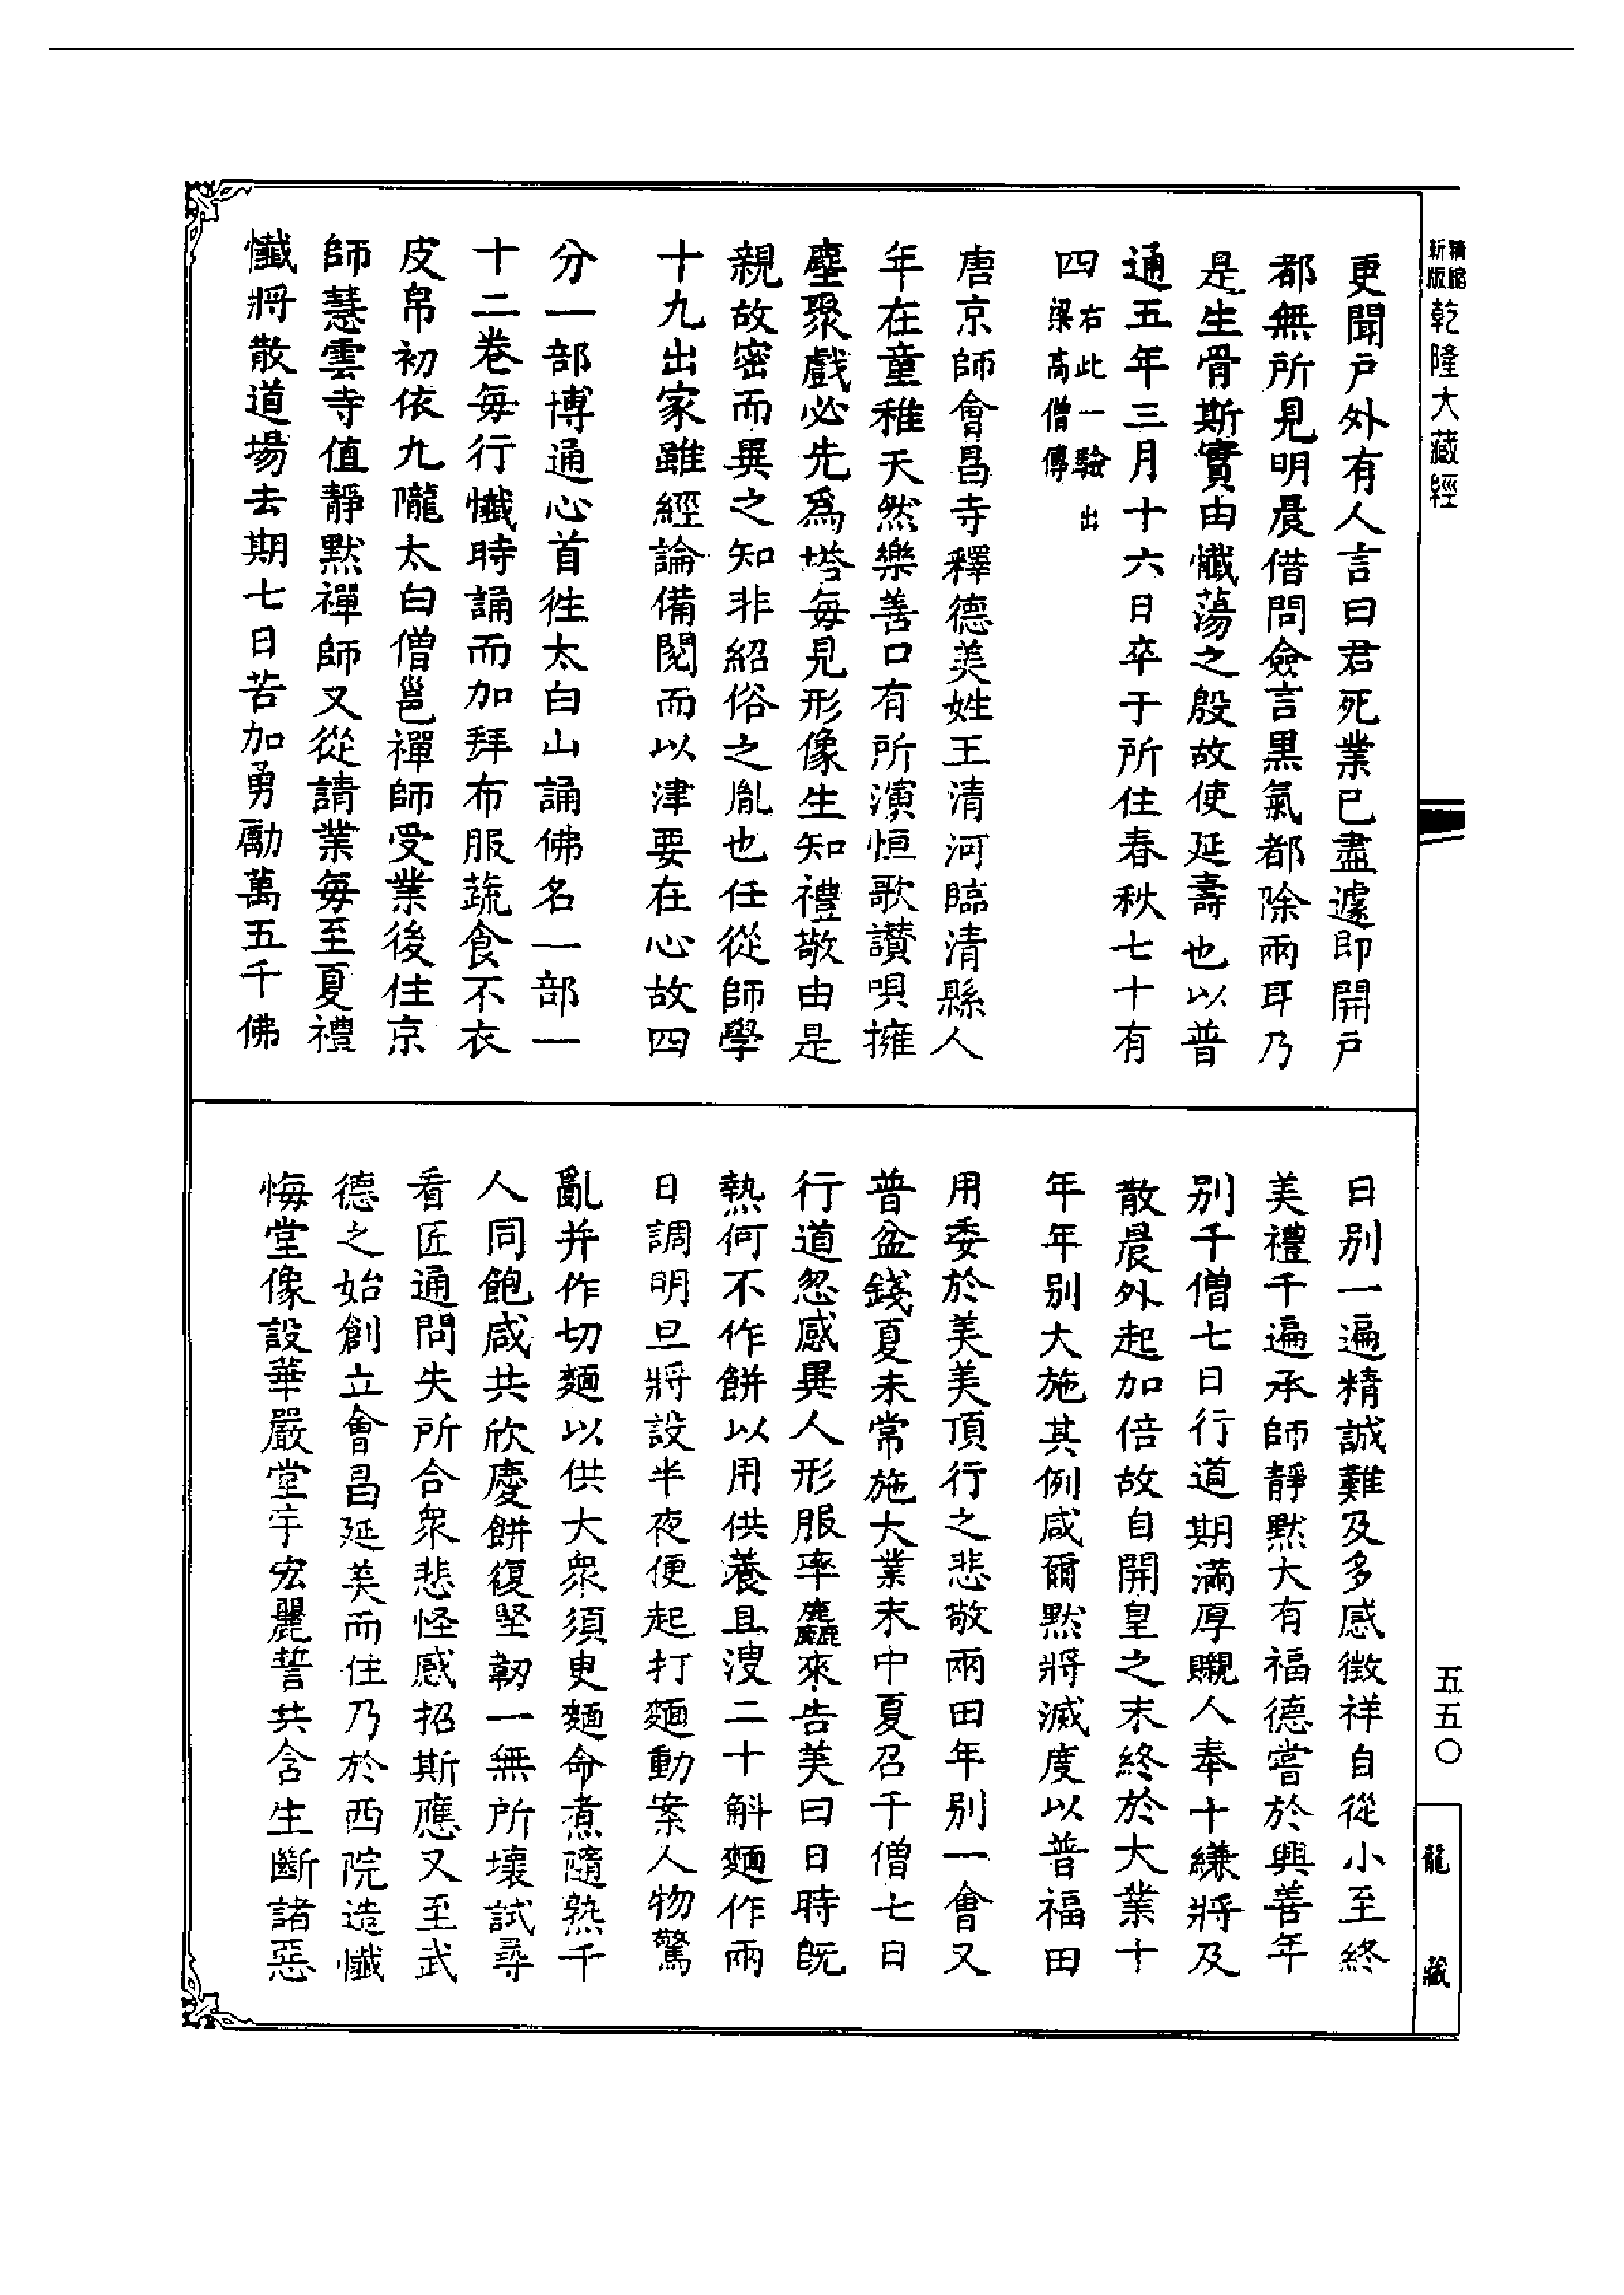 精縮新版乾隆大藏經
更聞戸外有人言曰君死業已盡遽即開戸
都無所見明晨借問僉言黒氣都除兩耳乃
是生骨斯實由懺蕩之殷故使延壽也以普
通五年三月十六日卒于所住春秋七十有
四右此一驗出梁高僧傳
唐京師會昌寺釋德美姓王清河臨清縣人
年在童稚天然樂善口有所演恒歌讃唄擁
塵聚戲必先爲塔每見形像生知禮敬由是
親故密而異之知非紹俗之胤也任從師學
十九出家雖經論備閱而以津要在心故四
分一部博通心首徃太白山誦佛名一部一
十二卷每行懺時誦而加拜布服蔬食不衣
皮帛初依九隴太白僧邕禪師受業後住京
師慧雲寺值靜黙禪師又從請業每至夏禮
懺將散道場去期七日苦加勇勵萬五千佛
日别一遍精誠難及多感徵祥自從小至終
美禮千遍承師靜黙大有福德嘗於興善年
别千僧七日行道期滿厚䞋人奉十縑將及
散晨外起加倍故自開皇之末終於大業十
年年别大施其例咸爾黙將滅度以普福田
用委於美美頂行之悲敬兩田年别一會又
普盆錢夏末常施大業末中夏召千僧七日
行道忽感異人形服率麤來告美曰日時旣
熱何不作餅以用供養且溲二十斛麵作兩
日調明旦將設半夜便起打麵動案人物驚
亂并作切麵以供大衆須㬰麵命煮隨熟千
人同飽咸共欣慶餅復堅韌一無所壞試尋
看匠通問失所合衆悲怪感招斯應又至武
德之始創立會昌延美而住乃於西院造懺
悔堂像設華嚴堂宇宏麗誓共含生斷諸惡
五五〇
龍藏